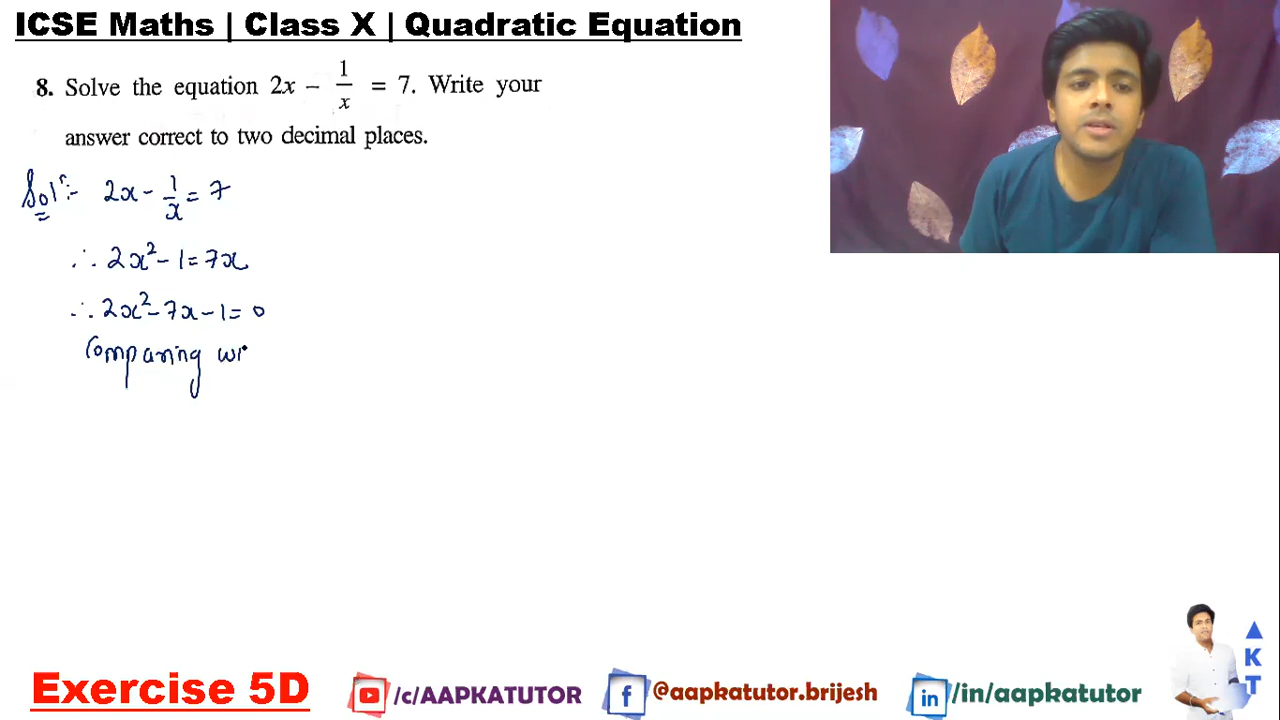 ICSE Maths | Class X | Quadratic Equation
8. Solve the equation 2x – 1/x = 7. Write your
answer correct to two decimal places.
Solⁿ:- 2x - 1/x = 7
∴ 2x² - 1 = 7x
∴ 2x² - 7x - 1 = 0
Comparing wi
Exercise 5D
/c/AAPKATUTOR
@aapkatutor.brijesh
/in/aapkatutor
AKT